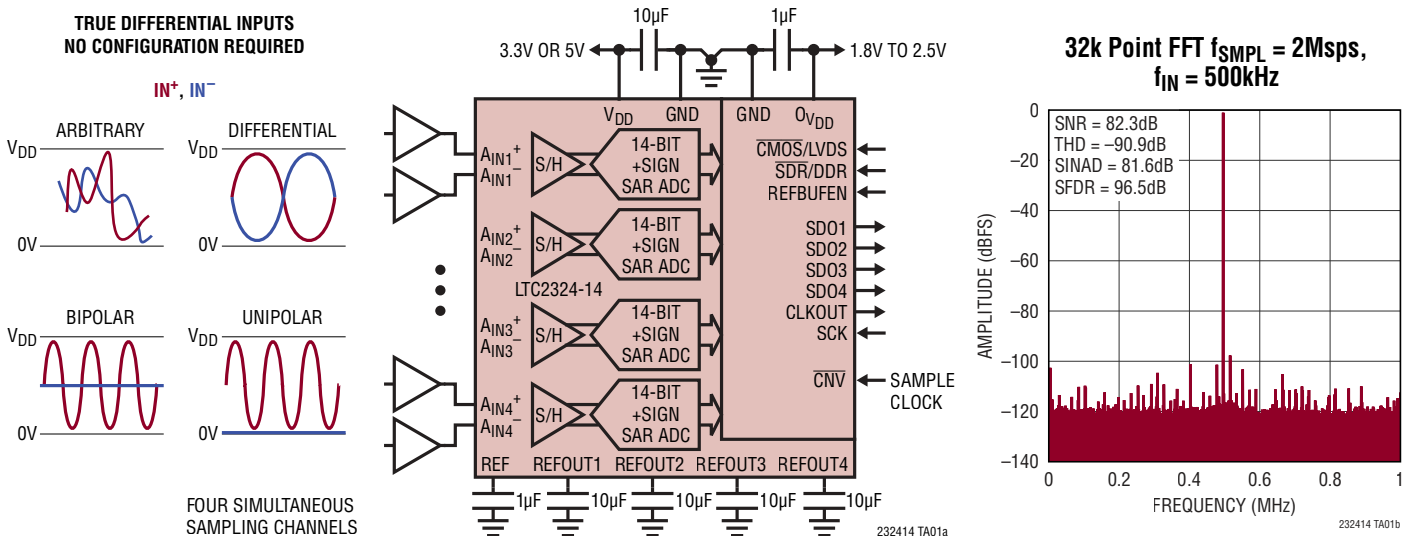 TRUE DIFFERENTIAL INPUTS
NO CONFIGURATION REQUIRED
IN+, IN−
ARBITRARY
VDD
0V
DIFFERENTIAL
VDD
0V
BIPOLAR
VDD
0V
UNIPOLAR
VDD
0V
FOUR SIMULTANEOUS
SAMPLING CHANNELS
10µF
1µF
3.3V OR 5V
1.8V TO 2.5V
VDD
GND
GND
OVDD
AIN1+
AIN1−
S/H
14-BIT
+SIGN
SAR ADC
AIN2+
AIN2−
S/H
14-BIT
+SIGN
SAR ADC
LTC2324-14
AIN3+
AIN3−
S/H
14-BIT
+SIGN
SAR ADC
AIN4+
AIN4−
S/H
14-BIT
+SIGN
SAR ADC
CMOS/LVDS
SDR/DDR
REFBUFEN
SDO1
SDO2
SDO3
SDO4
CLKOUT
SCK
CNV
SAMPLE
CLOCK
REF
REFOUT1
REFOUT2
REFOUT3
REFOUT4
1µF
10µF
10µF
10µF
10µF
232414 TA01a
32k Point FFT fSMPL = 2Msps,
fIN = 500kHz
SNR = 82.3dB
THD = –90.9dB
SINAD = 81.6dB
SFDR = 96.5dB
AMPLITUDE (dBFS)
0
–20
–40
–60
–80
–100
–120
–140
0
0.2
0.4
0.6
0.8
1
FREQUENCY (MHz)
232414 TA01b